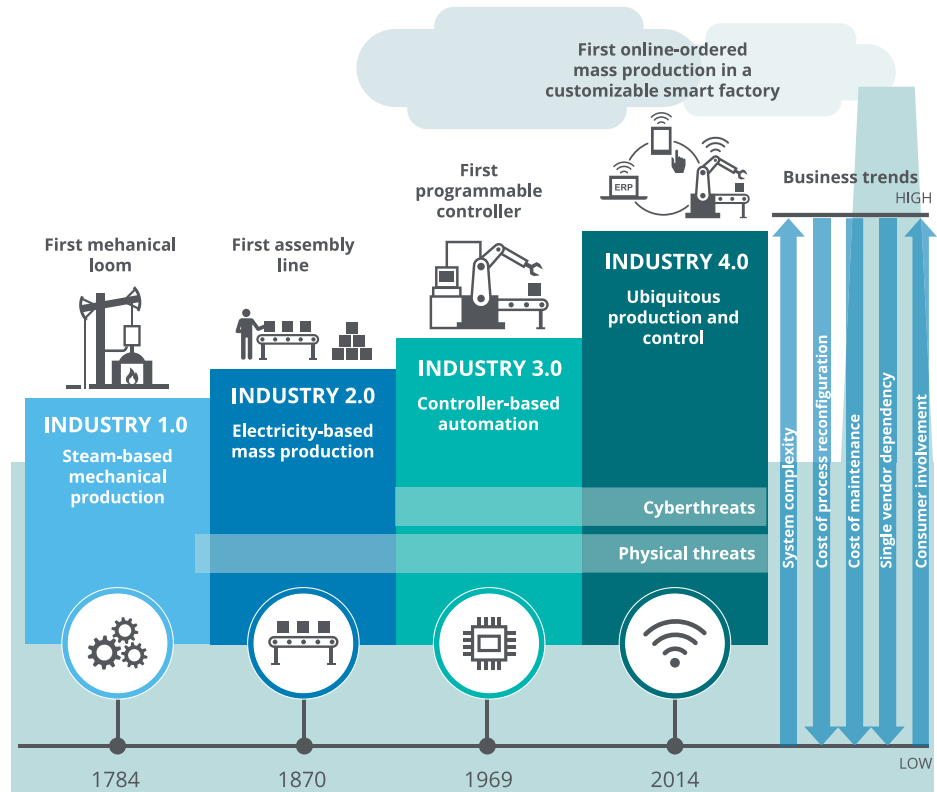 First online-ordered
mass production in a
customizable smart factory
ERP
First
programmable
controller
Business trends
HIGH
First mehanical
loom
First assembly
line
INDUSTRY 4.0
Ubiquitous
production and
control
INDUSTRY 3.0
Controller-based
automation
INDUSTRY 2.0
Electricity-based
mass production
INDUSTRY 1.0
Steam-based
mechanical
production
Cyberthreats
Physical threats
System complexity
Cost of process reconfiguration
Cost of maintenance
Single vendor dependency
Consumer involvement
LOW
1784
1870
1969
2014